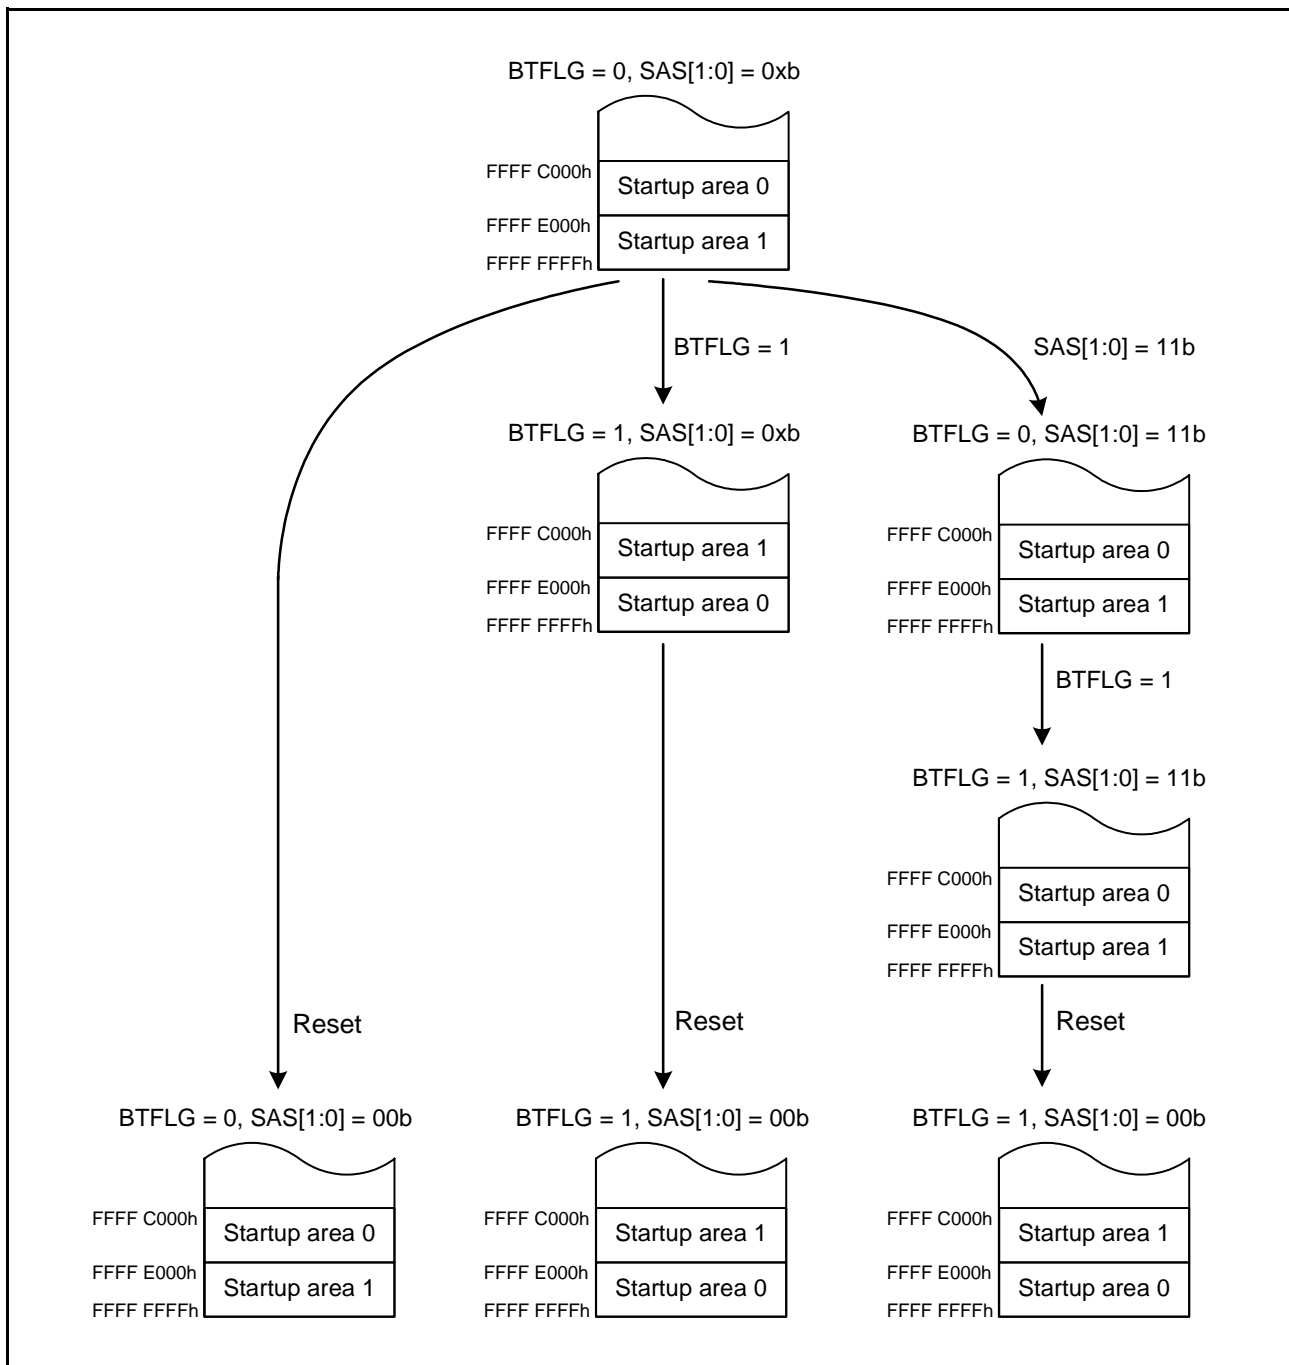 BTFLG = 0, SAS[1:0] = 0xb
FFFF C000h
Startup area 0
FFFF E000h
Startup area 1
FFFF FFFFh
BTFLG = 1
SAS[1:0] = 11b
BTFLG = 1, SAS[1:0] = 0xb
FFFF C000h
Startup area 1
FFFF E000h
Startup area 0
FFFF FFFFh
BTFLG = 0, SAS[1:0] = 11b
FFFF C000h
Startup area 0
FFFF E000h
Startup area 1
FFFF FFFFh
BTFLG = 1
BTFLG = 1, SAS[1:0] = 11b
FFFF C000h
Startup area 0
FFFF E000h
Startup area 1
FFFF FFFFh
Reset
Reset
Reset
BTFLG = 0, SAS[1:0] = 00b
FFFF C000h
Startup area 0
FFFF E000h
Startup area 1
FFFF FFFFh
BTFLG = 1, SAS[1:0] = 00b
FFFF C000h
Startup area 1
FFFF E000h
Startup area 0
FFFF FFFFh
BTFLG = 1, SAS[1:0] = 00b
FFFF C000h
Startup area 1
FFFF E000h
Startup area 0
FFFF FFFFh